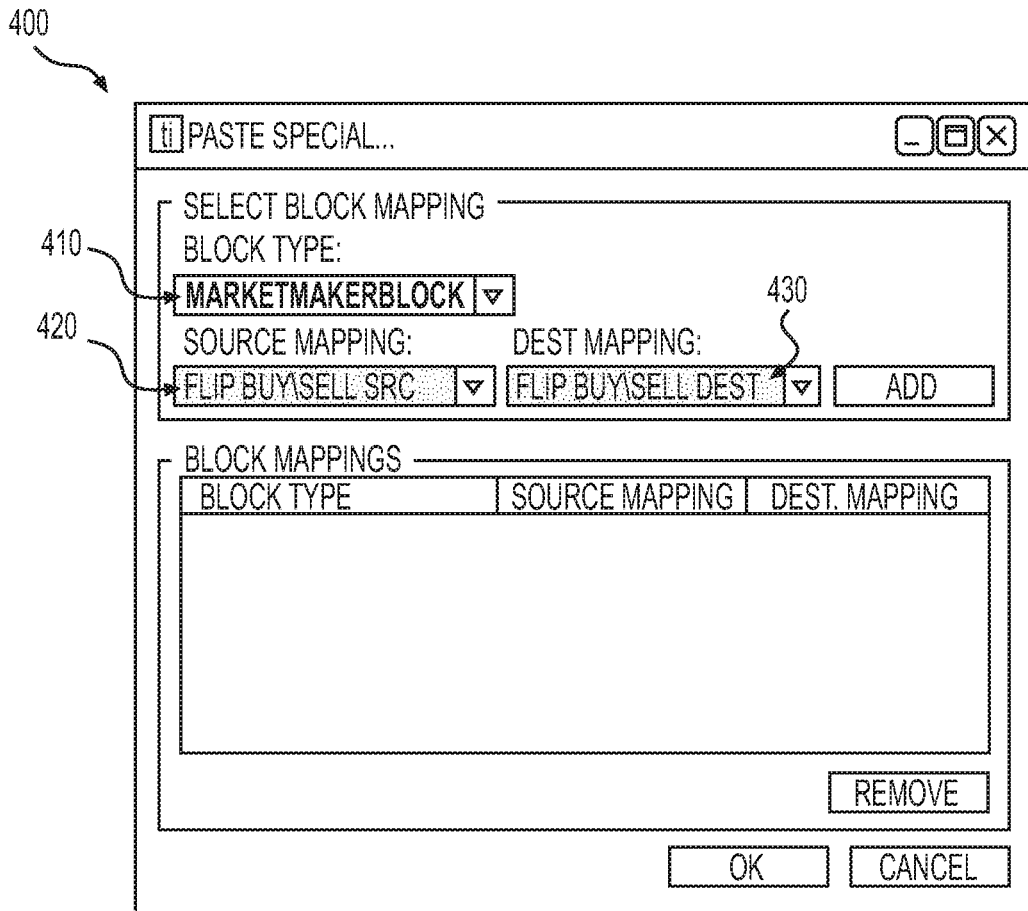 400
ti PASTE SPECIAL...
SELECT BLOCK MAPPING
410
BLOCK TYPE:
MARKETMAKERBLOCK
420
430
SOURCE MAPPING: DEST MAPPING:
FLIP BUY\SELL SRC FLIP BUY\SELL DEST ADD
BLOCK MAPPINGS
BLOCK TYPE SOURCE MAPPING DEST. MAPPING
REMOVE
OK CANCEL